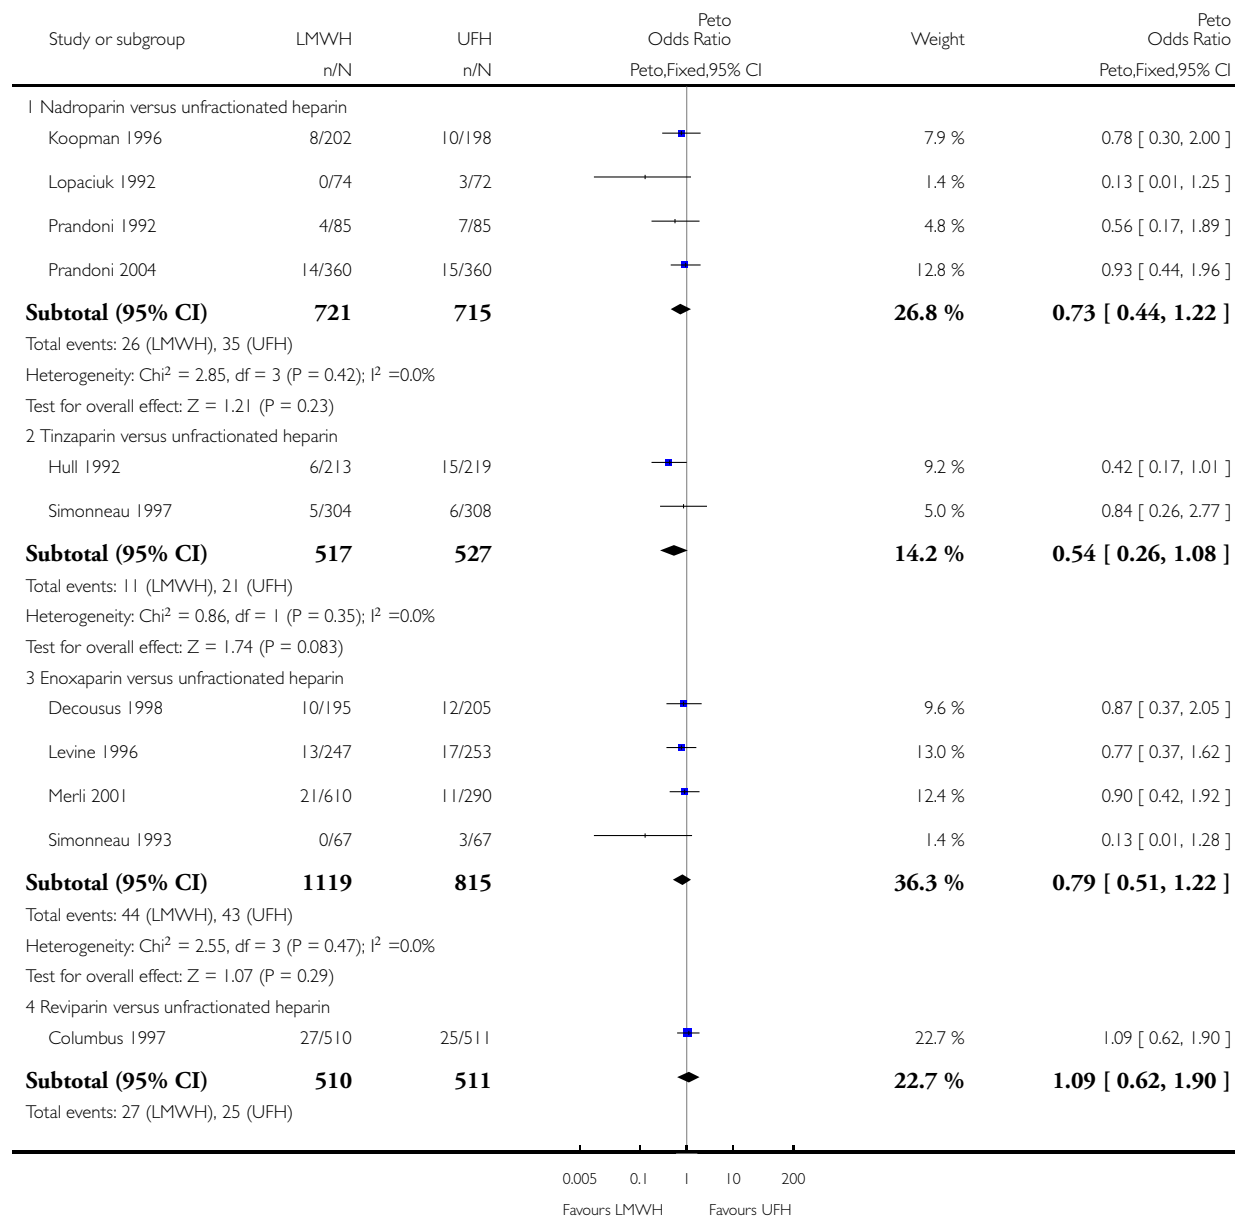 Peto Peto
Study or subgroup LMWH UFH Odds Ratio Weight Odds Ratio
n/N n/N Peto,Fixed,95% CI Peto,Fixed,95% CI
1 Nadroparin versus unfractionated heparin
Koopman 1996 8/202 10/198 7.9 % 0.78 [ 0.30, 2.00 ]
Lopaciuk 1992 0/74 3/72 1.4 % 0.13 [ 0.01, 1.25 ]
Prandoni 1992 4/85 7/85 4.8 % 0.56 [ 0.17, 1.89 ]
Prandoni 2004 14/360 15/360 12.8 % 0.93 [ 0.44, 1.96 ]
Subtotal (95% CI) 721 715 26.8 % 0.73 [ 0.44, 1.22 ]
Total events: 26 (LMWH), 35 (UFH)
Heterogeneity: Chi² = 2.85, df = 3 (P = 0.42); I² =0.0%
Test for overall effect: Z = 1.21 (P = 0.23)
2 Tinzaparin versus unfractionated heparin
Hull 1992 6/213 15/219 9.2 % 0.42 [ 0.17, 1.01 ]
Simonneau 1997 5/304 6/308 5.0 % 0.84 [ 0.26, 2.77 ]
Subtotal (95% CI) 517 527 14.2 % 0.54 [ 0.26, 1.08 ]
Total events: 11 (LMWH), 21 (UFH)
Heterogeneity: Chi² = 0.86, df = 1 (P = 0.35); I² =0.0%
Test for overall effect: Z = 1.74 (P = 0.083)
3 Enoxaparin versus unfractionated heparin
Decousus 1998 10/195 12/205 9.6 % 0.87 [ 0.37, 2.05 ]
Levine 1996 13/247 17/253 13.0 % 0.77 [ 0.37, 1.62 ]
Merli 2001 21/610 11/290 12.4 % 0.90 [ 0.42, 1.92 ]
Simonneau 1993 0/67 3/67 1.4 % 0.13 [ 0.01, 1.28 ]
Subtotal (95% CI) 1119 815 36.3 % 0.79 [ 0.51, 1.22 ]
Total events: 44 (LMWH), 43 (UFH)
Heterogeneity: Chi² = 2.55, df = 3 (P = 0.47); I² =0.0%
Test for overall effect: Z = 1.07 (P = 0.29)
4 Reviparin versus unfractionated heparin
Columbus 1997 27/510 25/511 22.7 % 1.09 [ 0.62, 1.90 ]
Subtotal (95% CI) 510 511 22.7 % 1.09 [ 0.62, 1.90 ]
Total events: 27 (LMWH), 25 (UFH)
0.005 0.1 1 10 200
Favours LMWH Favours UFH